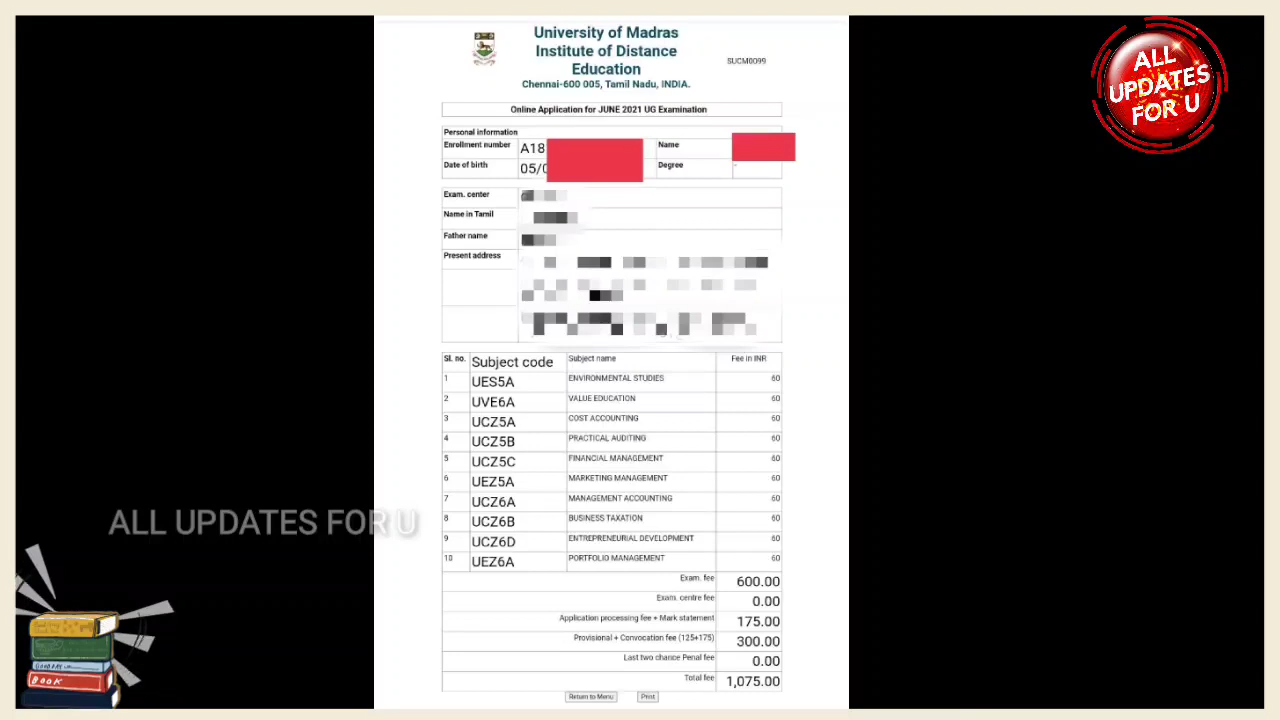 University of Madras
Institute of Distance
Education
Chennai-600 005, Tamil Nadu, INDIA.
SUCM0099
ALL
UPDATES
FOR U
Online Application for JUNE 2021 UG Examination
Personal information
Enrollment number A18 Name
Date of birth 05/0 Degree -
Exam. center
Name in Tamil
Father name
Present address
Sl. no. Subject code Subject name Fee in INR
1 UES5A ENVIRONMENTAL STUDIES 60
2 UVE6A VALUE EDUCATION 60
3 UCZ5A COST ACCOUNTING 60
4 UCZ5B PRACTICAL AUDITING 60
5 UCZ5C FINANCIAL MANAGEMENT 60
6 UEZ5A MARKETING MANAGEMENT 60
7 UCZ6A MANAGEMENT ACCOUNTING 60
8 UCZ6B BUSINESS TAXATION 60
9 UCZ6D ENTREPRENEURIAL DEVELOPMENT 60
10 UEZ6A PORTFOLIO MANAGEMENT 60
Exam. fee 600.00
Exam. centre fee 0.00
Application processing fee + Mark statement 175.00
Provisional + Convocation fee (125+175) 300.00
Last two chance Penal fee 0.00
Total fee 1,075.00
Return to Menu Print
ALL UPDATES FOR U
BOOK